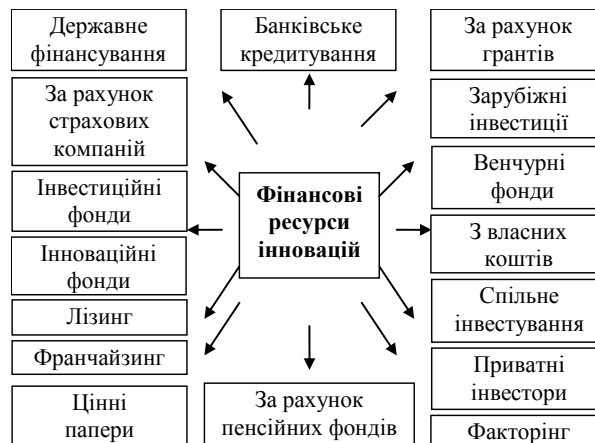 Державне
фінансування
За рахунок
страхових
компаній
Інвестиційні
фонди
Інноваційні
фонди
Лізинг
Франчайзинг
Цінні
папери
Банківське
кредитування
Фінансові
ресурси
інновацій
За рахунок
пенсійних фондів
За рахунок
грантів
Зарубіжні
інвестиції
Венчурні
фонди
З власних
коштів
Спільне
інвестування
Приватні
інвестори
Факторінг